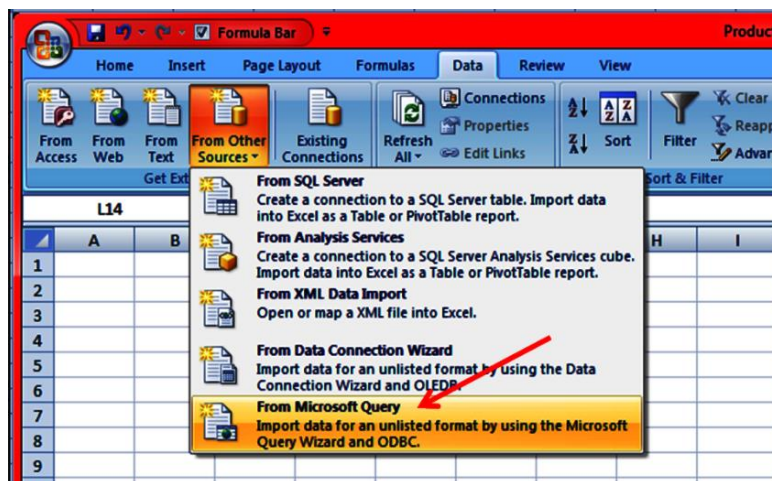 Formula Bar
Produc
Home Insert Page Layout Formulas Data Review View
From Access
From Web
From Text
From Other Sources
Existing Connections
Refresh All
Connections
Properties
Edit Links
A Z
Z A
Z A
A Z
Sort
Filter
Clear
Reapp
Advan
Get Ext
Sort & Filter
From SQL Server
Create a connection to a SQL Server table. Import data
into Excel as a Table or PivotTable report.
From Analysis Services
Create a connection to a SQL Server Analysis Services cube.
Import data into Excel as a Table or PivotTable report.
From XML Data Import
Open or map a XML file into Excel.
From Data Connection Wizard
Import data for an unlisted format by using the Data
Connection Wizard and OLEDB.
From Microsoft Query
Import data for an unlisted format by using the Microsoft
Query Wizard and ODBC.
L14
A B H I
1
2
3
4
5
6
7
8
9